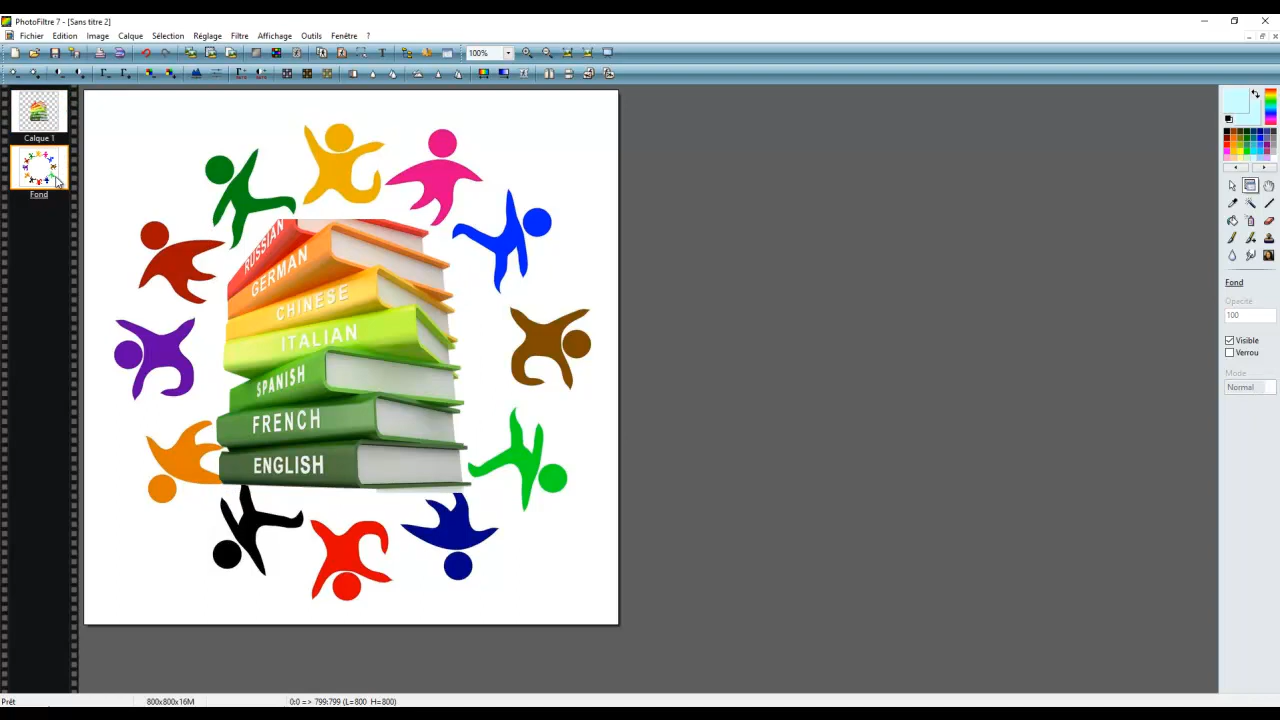 PhotoFiltre 7 - [Sans titre 2]
Fichier Edition Image Calque Sélection Réglage Filtre Affichage Outils Fenêtre ?
100%
Calque 1
Fond
RUSSIAN
GERMAN
CHINESE
ITALIAN
SPANISH
FRENCH
ENGLISH
Fond
Opacité
100
Visible
Verrou
Mode
Normal
Prêt 800x800x16M 0:0 => 799:799 (L=800 H=800)